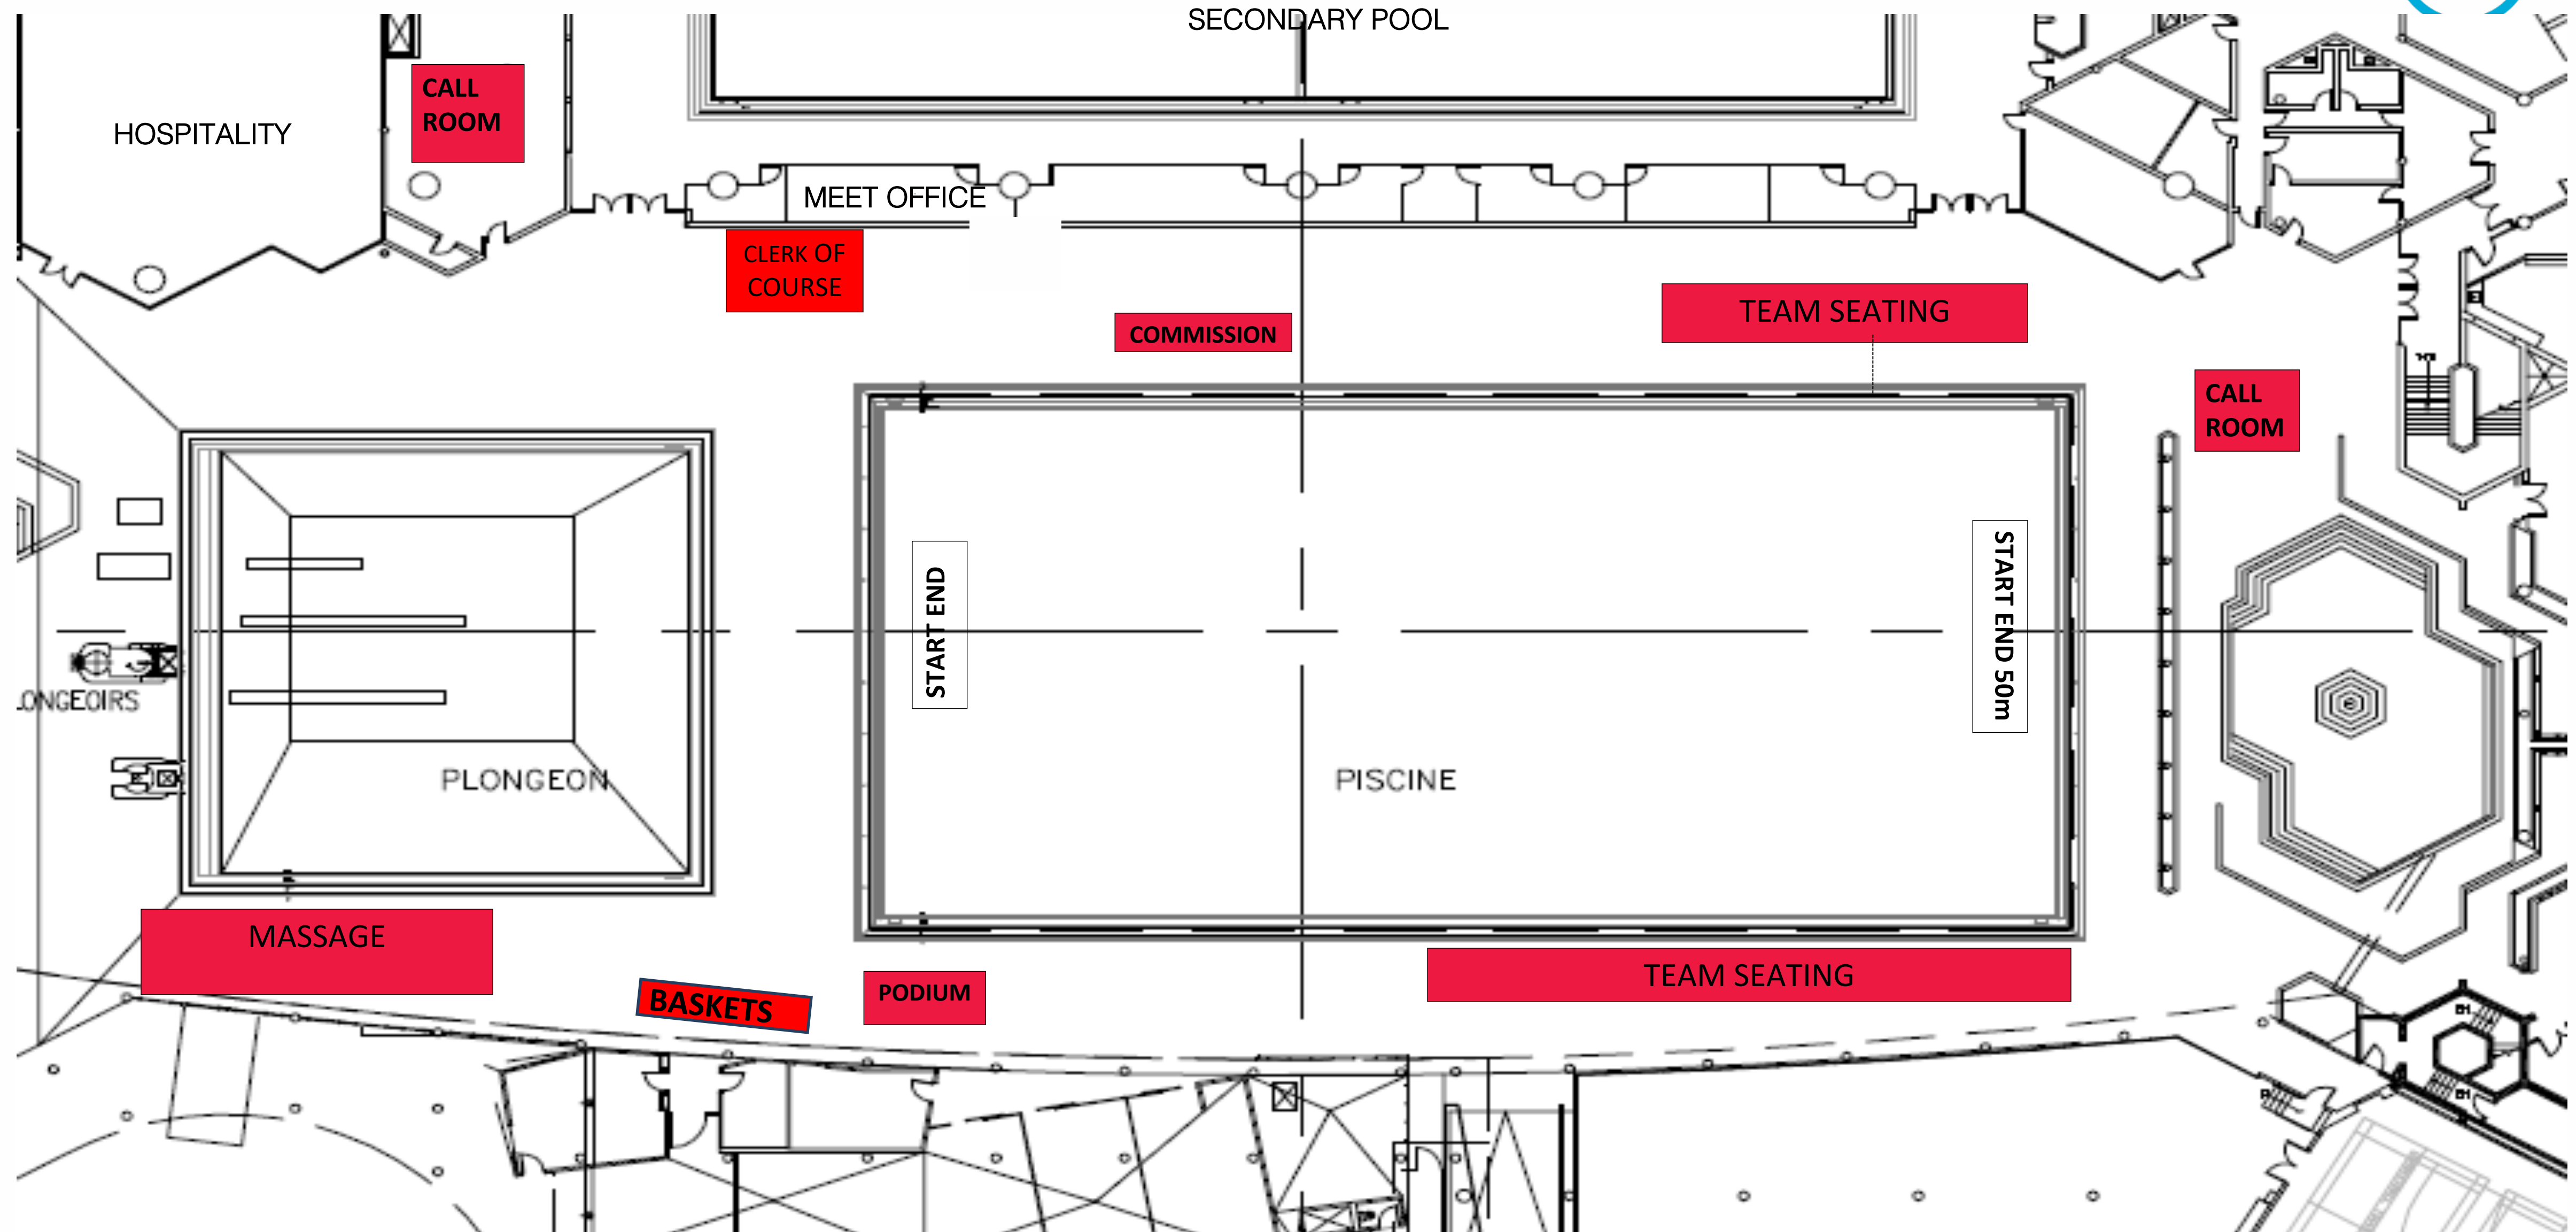 SECONDARY POOL
CALL
ROOM
HOSPITALITY
MEET OFFICE
CLERK OF
COURSE
TEAM SEATING
COMMISSION
CALL
ROOM
START END
START END 50m
LONGEOIRS
PLONGEON
PISCINE
MASSAGE
TEAM SEATING
BASKETS
PODIUM